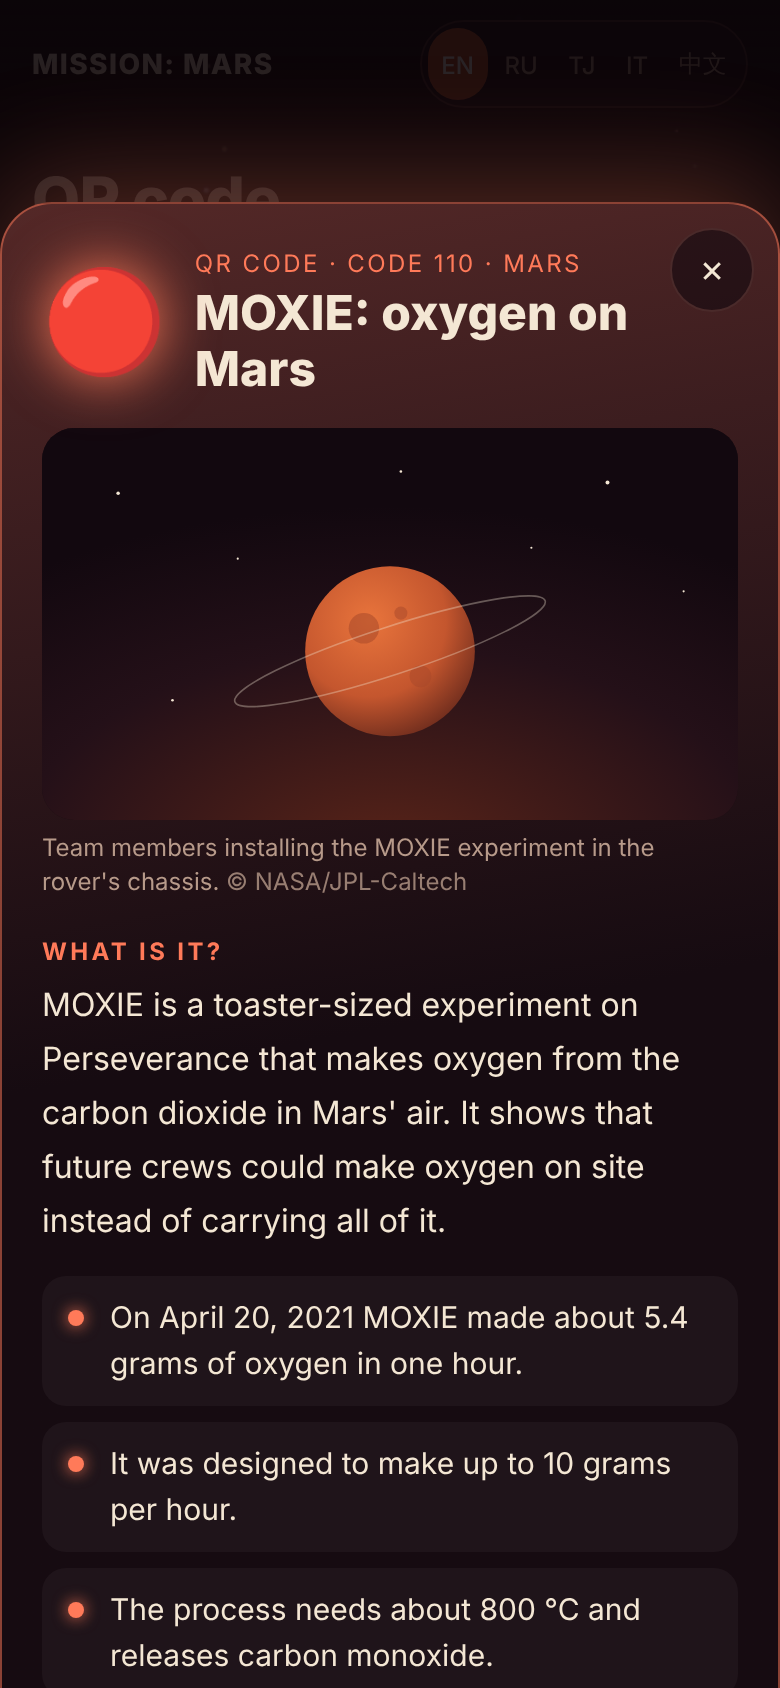 MISSION: MARS
EN RU TJ IT 中文
QR code
QR CODE · CODE 110 · MARS
MOXIE: oxygen on
Mars
Team members installing the MOXIE experiment in the
rover's chassis. © NASA/JPL-Caltech
WHAT IS IT?
MOXIE is a toaster-sized experiment on
Perseverance that makes oxygen from the
carbon dioxide in Mars' air. It shows that
future crews could make oxygen on site
instead of carrying all of it.
On April 20, 2021 MOXIE made about 5.4
grams of oxygen in one hour.
It was designed to make up to 10 grams
per hour.
The process needs about 800 °C and
releases carbon monoxide.